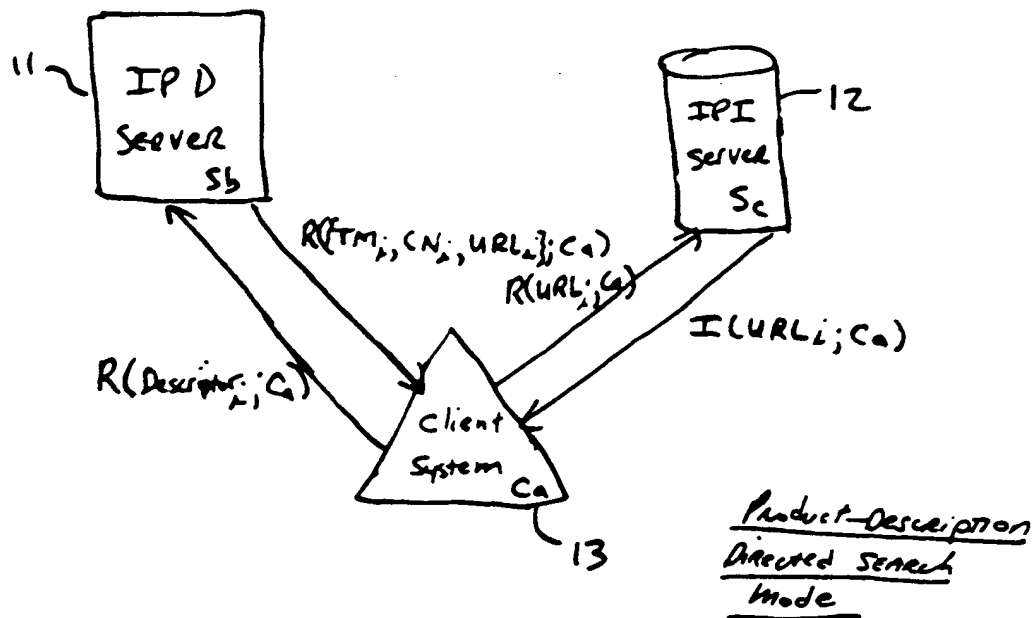 11
IPD
Server
Sb
12
IPI
Server
Sc
R({TMi, CNi, URLi}; Ca)
R(URLi; Ca)
I(URLi; Ca)
R(Descriptori; Ca)
Client
System
Ca
13
Product-Description
Directed Search
Mode